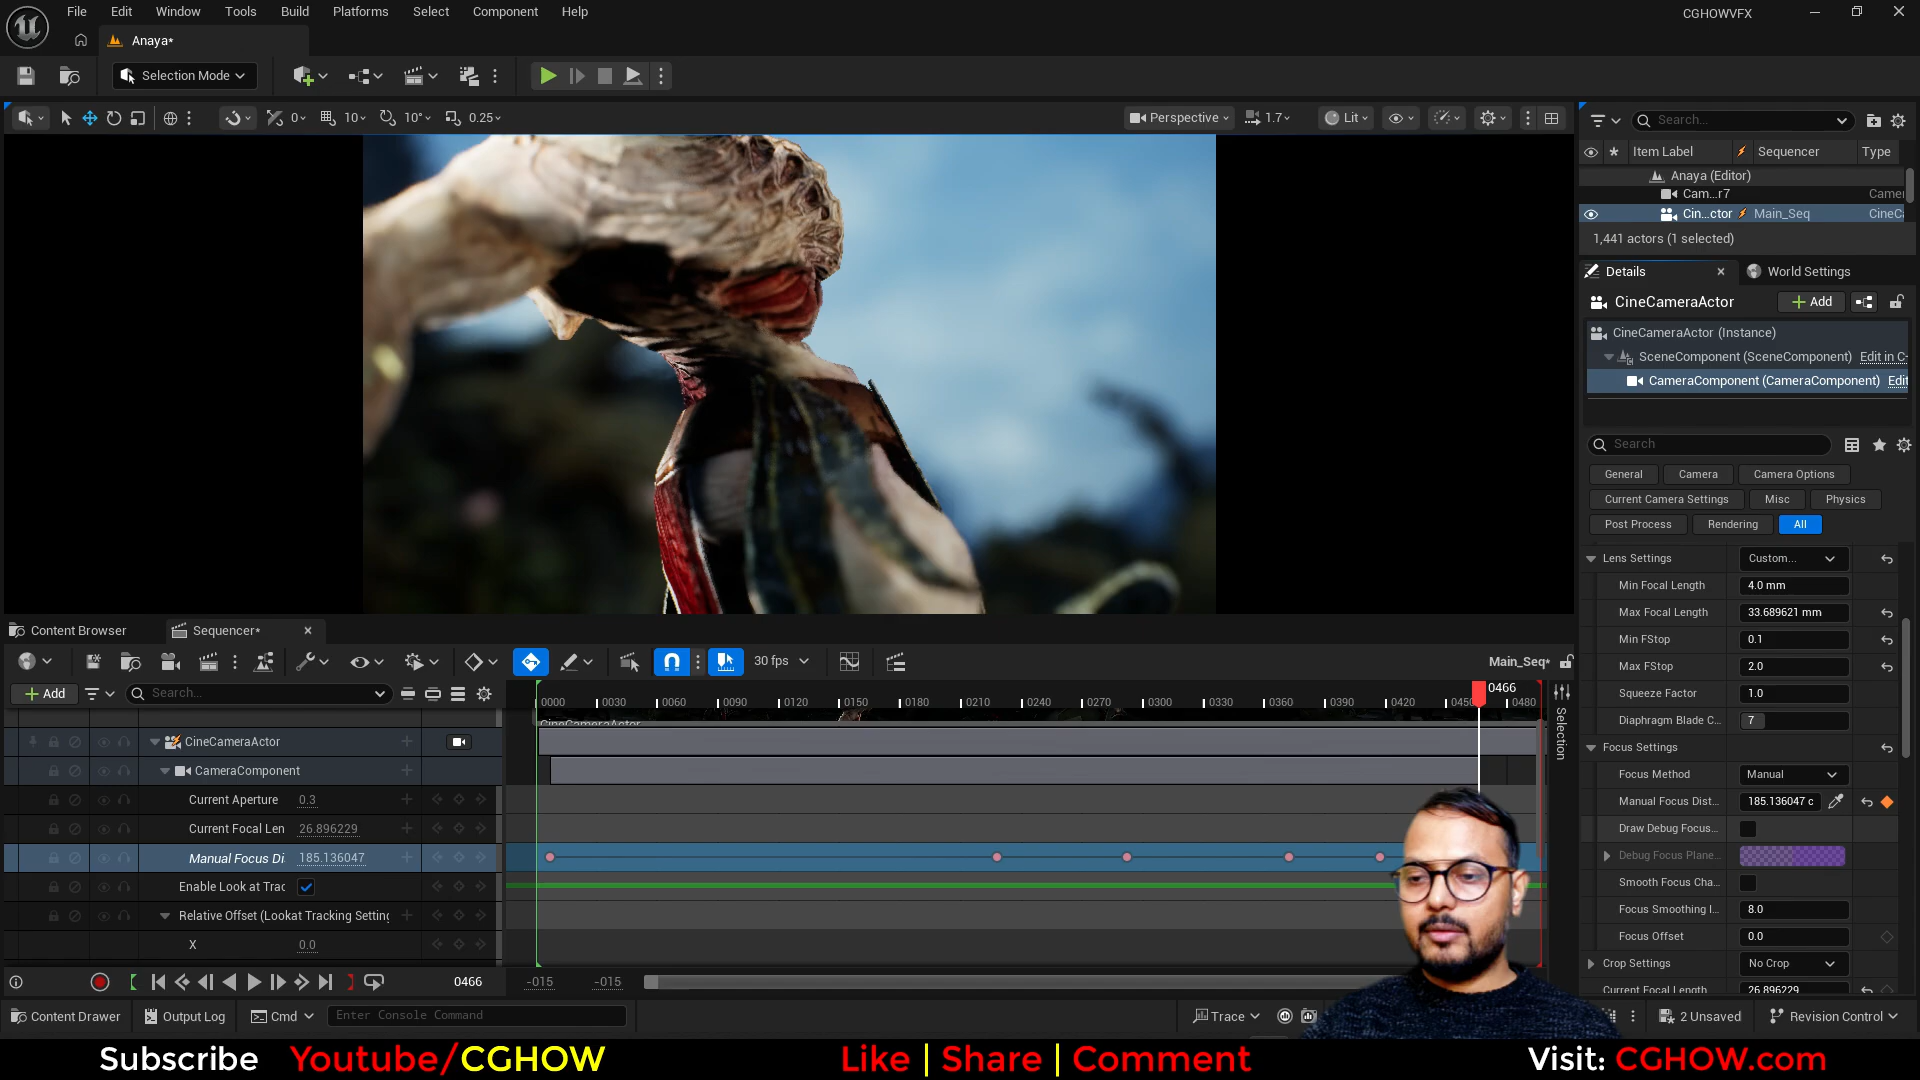 File Edit Window Tools Build Platforms Select Component Help
CGHOWVFX
Anaya*
Selection Mode
0 10 10° 0.25
Perspective 1.7 Lit
Search...
Item Label Sequencer Type
Anaya (Editor)
Cam...r7 Camer
Cin...ctor Main_Seq CineCa
1,441 actors (1 selected)
Details World Settings
CineCameraActor Add
CineCameraActor (Instance)
SceneComponent (SceneComponent) Edit in C-
CameraComponent (CameraComponent) Edit
Search
General Camera Camera Options
Current Camera Settings Misc Physics
Post Process Rendering All
Lens Settings Custom...
Min Focal Length 4.0 mm
Max Focal Length 33.689621 mm
Min FStop 0.1
Max FStop 2.0
Squeeze Factor 1.0
Diaphragm Blade C... 7
Focus Settings
Focus Method Manual
Manual Focus Dist... 185.136047 c
Draw Debug Focus...
Debug Focus Plane...
Smooth Focus Cha...
Focus Smoothing I... 8.0
Focus Offset 0.0
Crop Settings No Crop
Current Focal Length 26.896229
Content Browser Sequencer*
30 fps Main_Seq*
Add Search...
0000 0030 0060 0090 0120 0150 0180 0210 0240 0270 0300 0330 0360 0390 0420 0450 0466 0480
Selection
CineCameraActor
CineCameraActor
CameraComponent
Current Aperture 0.3
Current Focal Len 26.896229
Manual Focus Di 185.136047
Enable Look at Trac
Relative Offset (Lookat Tracking Setting
X 0.0
0466 -015 -015
Content Drawer Output Log Cmd Enter Console Command
Trace 2 Unsaved Revision Control
Subscribe Youtube/CGHOW Like | Share | Comment Visit: CGHOW.com